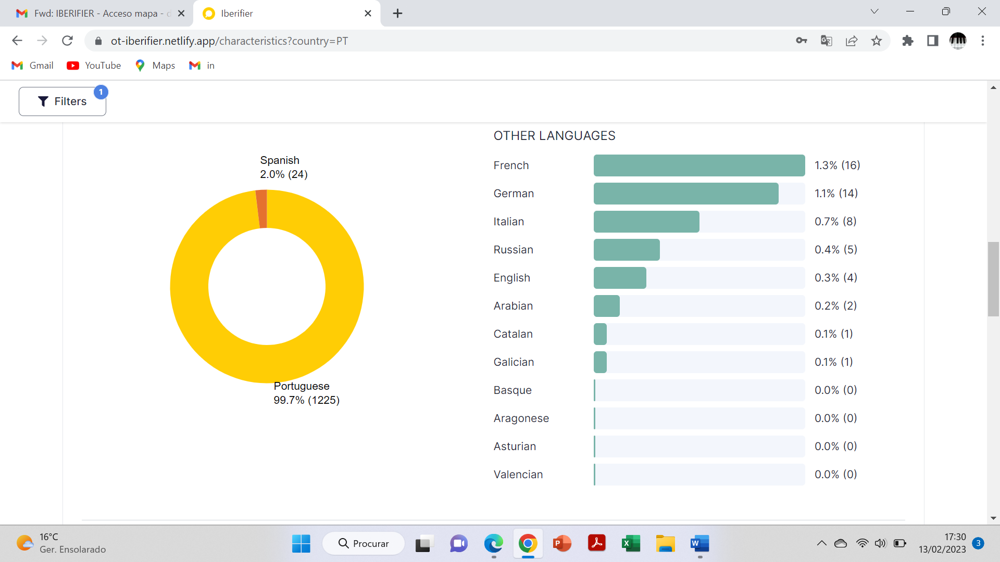 Fwd: IBERIFIER - Acceso mapa - d
Iberifier
ot-iberifier.netlify.app/characteristics?country=PT
Gmail
YouTube
Maps
in
Filters
1
OTHER LANGUAGES
Spanish
2.0% (24)
Portuguese
99.7% (1225)
French 1.3% (16)
German 1.1% (14)
Italian 0.7% (8)
Russian 0.4% (5)
English 0.3% (4)
Arabian 0.2% (2)
Catalan 0.1% (1)
Galician 0.1% (1)
Basque 0.0% (0)
Aragonese 0.0% (0)
Asturian 0.0% (0)
Valencian 0.0% (0)
16°C
Ger. Ensolarado
Procurar
17:30
13/02/2023
3